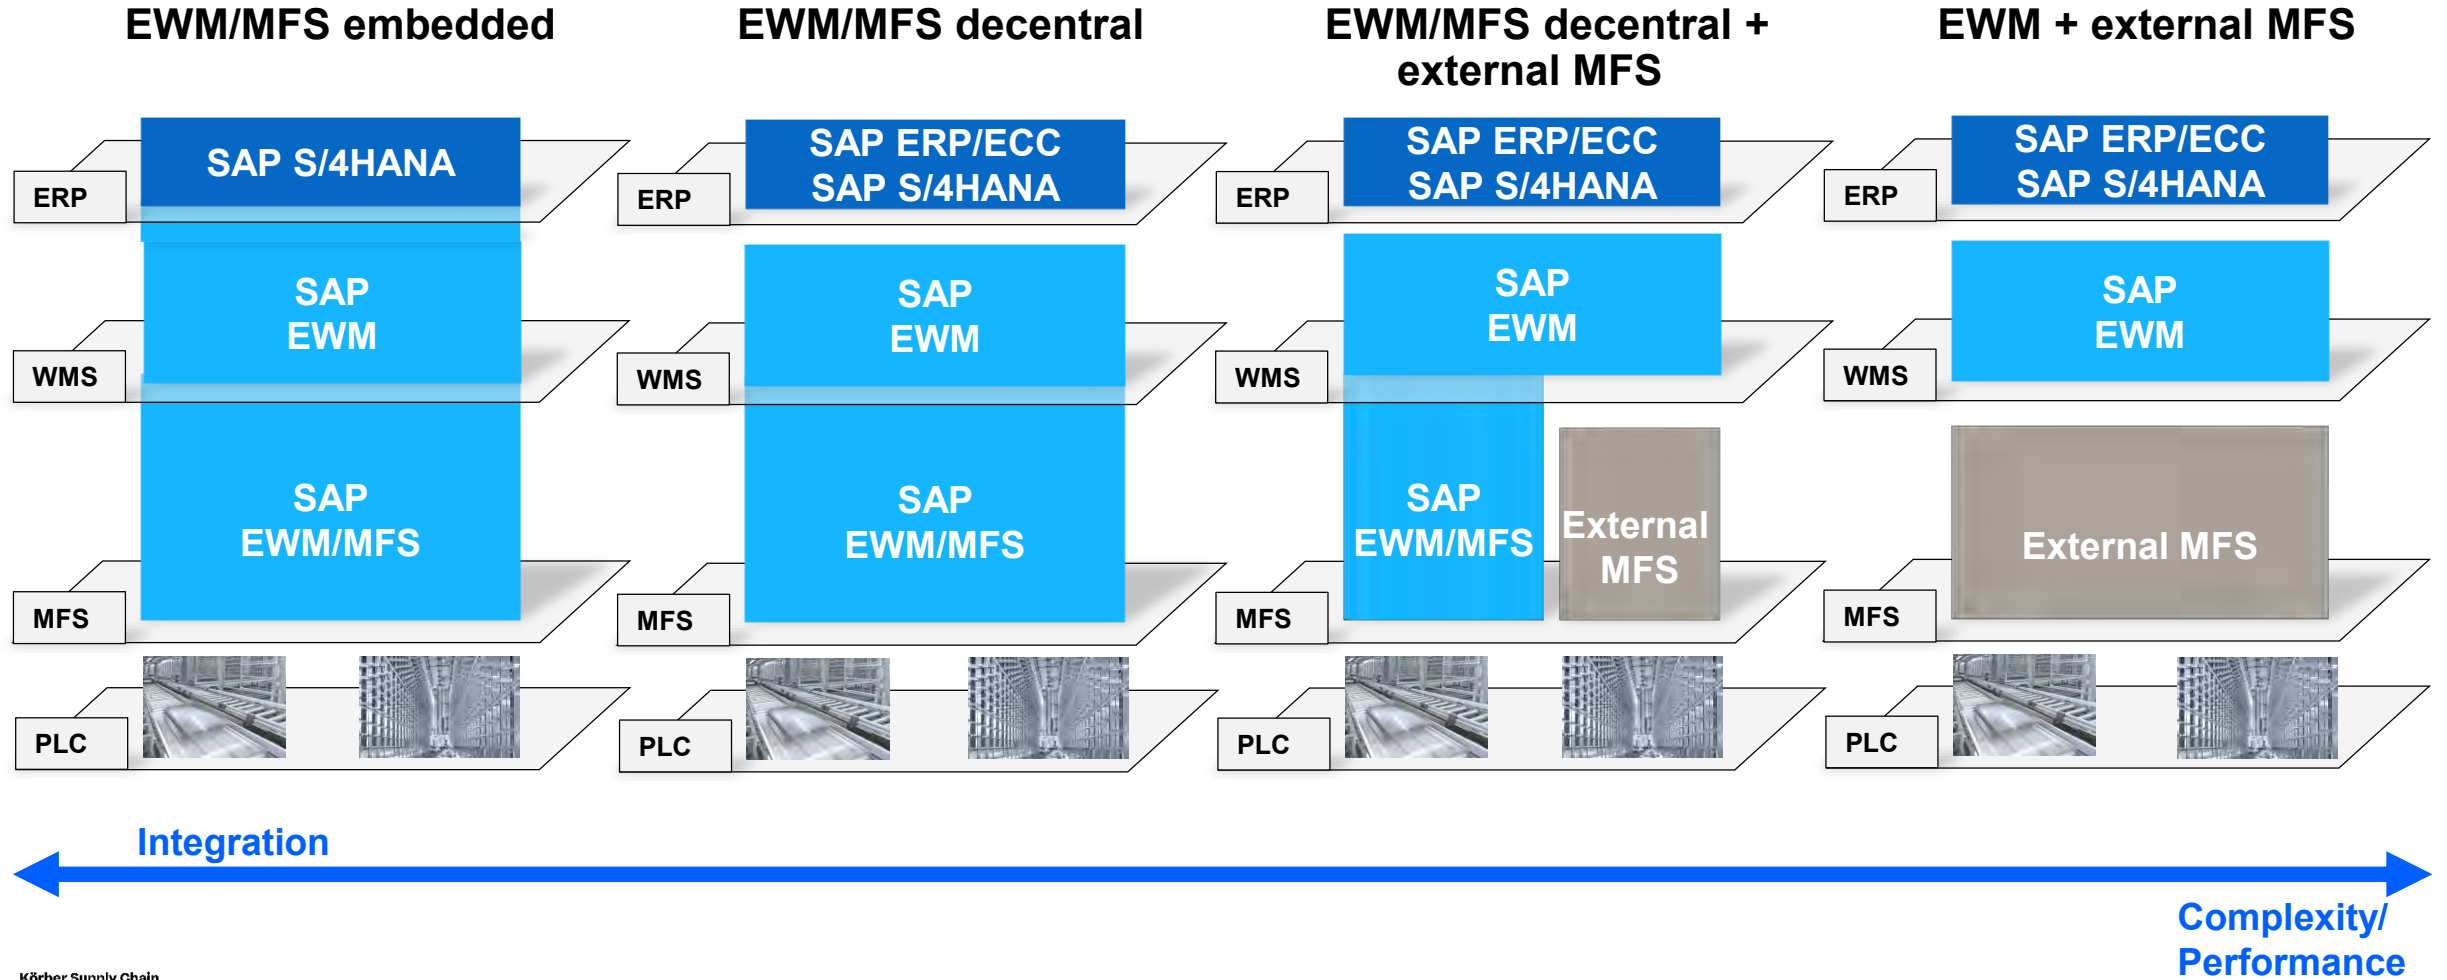 EWM/MFS embedded
SAP S/4HANA
ERP
SAP
EWM
WMS
SAP
EWM/MFS
MFS
PLC
EWM/MFS decentral
SAP ERP/ECC
SAP S/4HANA
ERP
SAP
EWM
WMS
SAP
EWM/MFS
MFS
PLC
EWM/MFS decentral +
external MFS
SAP ERP/ECC
SAP S/4HANA
ERP
SAP
EWM
WMS
SAP
EWM/MFS
External
MFS
MFS
PLC
EWM + external MFS
SAP ERP/ECC
SAP S/4HANA
ERP
SAP
EWM
WMS
External MFS
MFS
PLC
Integration
Complexity/
Performance
Körber Supply Chain